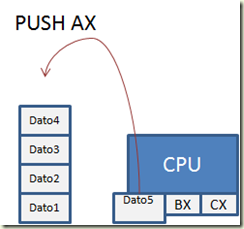 PUSH AX
Dato4
Dato3
Dato2
Dato1
CPU
Dato5
BX
CX